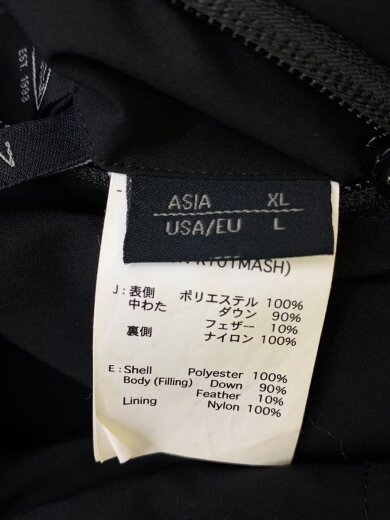 EST 1993
ASIA XL
USA/EU L
J : 表側 ポリエステル 100%
中わた ダウン 90%
フェザー 10%
裏側 ナイロン 100%
E : Shell Polyester 100%
Body (Filling) Down 90%
Feather 10%
Lining Nylon 100%